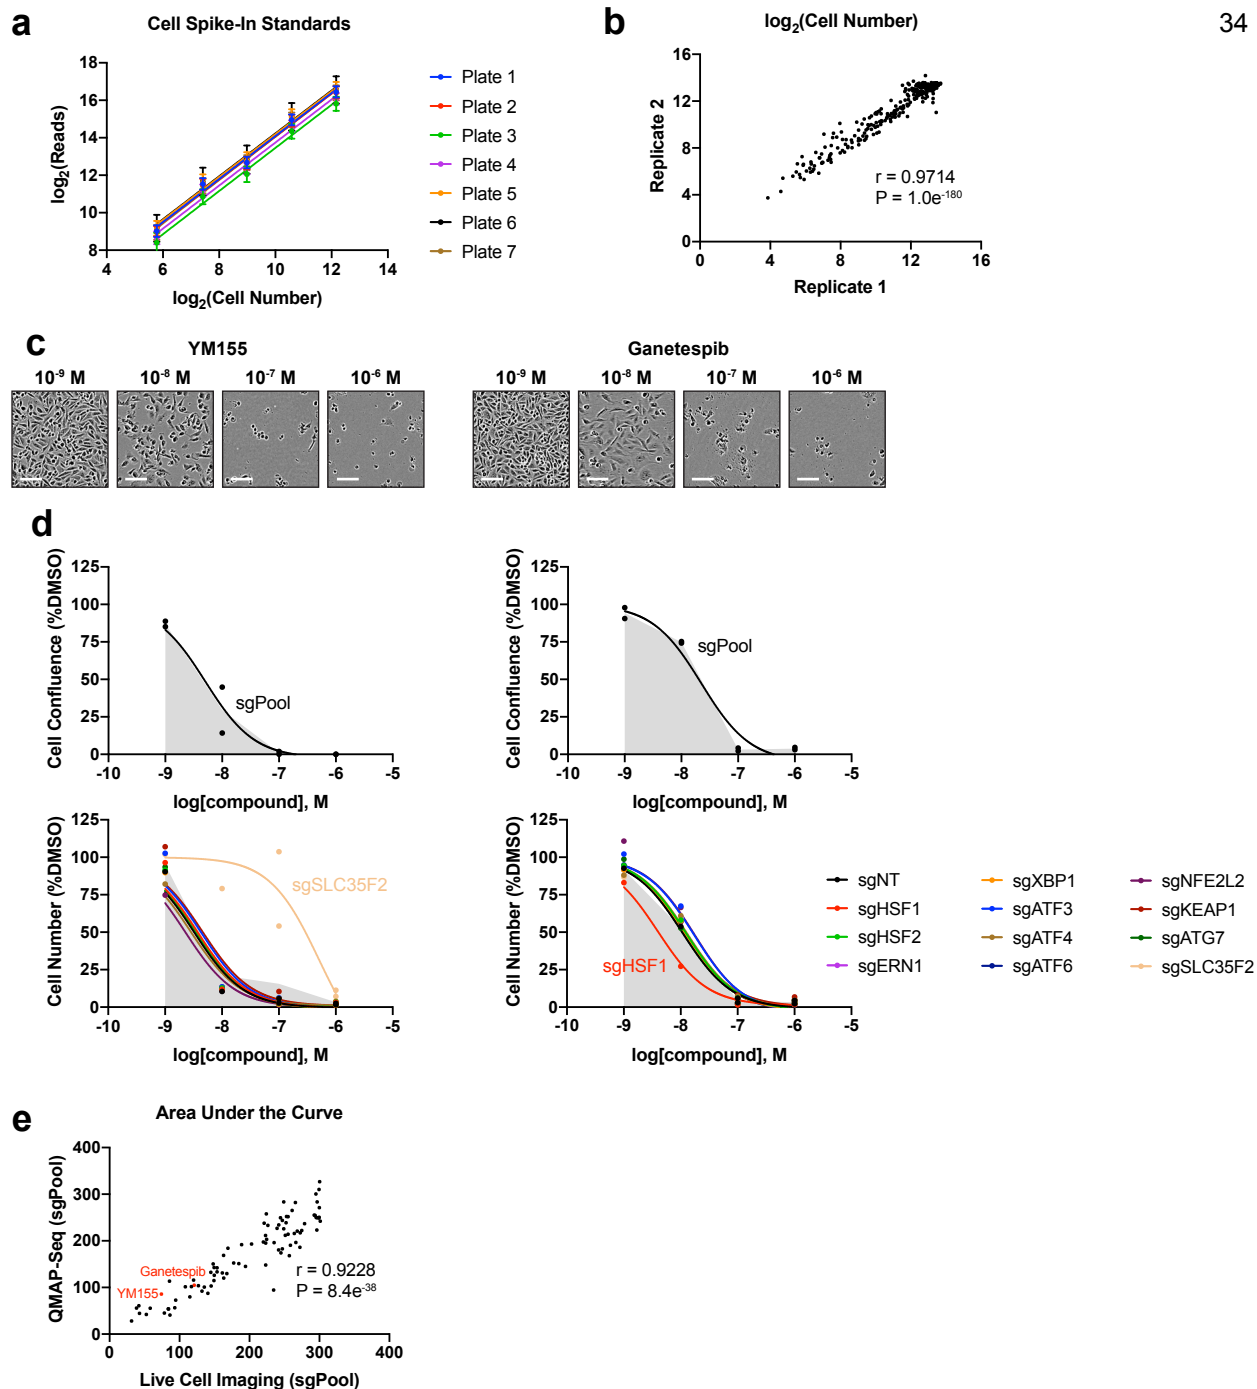 34
a
Cell Spike-In Standards
log2(Reads)
18
16
14
12
10
8
4
6
8
10
12
14
log2(Cell Number)
Plate 1
Plate 2
Plate 3
Plate 4
Plate 5
Plate 6
Plate 7
b
log2(Cell Number)
Replicate 2
16
12
8
4
0
r = 0.9714
P = 1.0e-180
0
4
8
12
16
Replicate 1
c
YM155
10-9 M
10-8 M
10-7 M
10-6 M
Ganetespib
10-9 M
10-8 M
10-7 M
10-6 M
d
Cell Confluence (%DMSO)
125
100
75
50
25
0
sgPool
-10
-9
-8
-7
-6
-5
log[compound], M
Cell Confluence (%DMSO)
125
100
75
50
25
0
sgPool
-10
-9
-8
-7
-6
-5
log[compound], M
Cell Number (%DMSO)
125
100
75
50
25
0
sgSLC35F2
-10
-9
-8
-7
-6
-5
log[compound], M
Cell Number (%DMSO)
125
100
75
50
25
0
sgHSF1
-10
-9
-8
-7
-6
-5
log[compound], M
sgNT
sgHSF1
sgHSF2
sgERN1
sgXBP1
sgATF3
sgATF4
sgATF6
sgNFE2L2
sgKEAP1
sgATG7
sgSLC35F2
e
Area Under the Curve
QMAP-Seq (sgPool)
400
300
200
100
0
Ganetespib
YM155
r = 0.9228
P = 8.4e-38
0
100
200
300
400
Live Cell Imaging (sgPool)